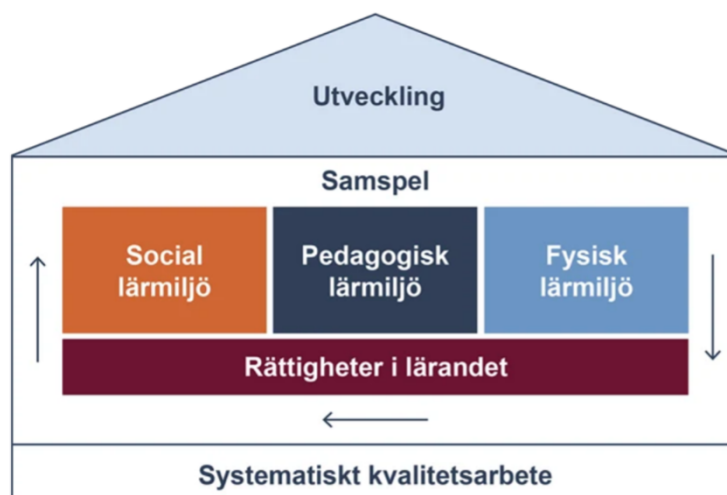 Utveckling
Samspel
Social
lärmiljö
Pedagogisk
lärmiljö
Fysisk
lärmiljö
Rättigheter i lärandet
Systematiskt kvalitetsarbete